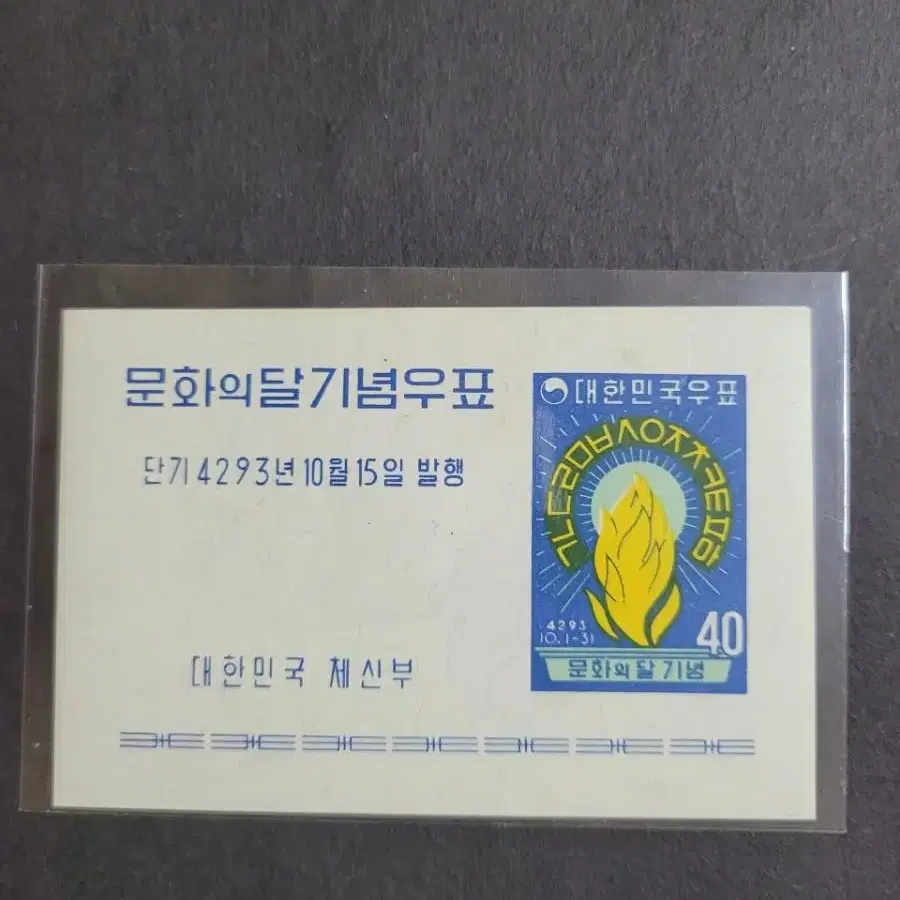 문화의달기념우표
단기 4293년 10월 15일 발행
대한민국 체신부
대한민국우표
ㄱㄴㄷㄹㅁㅂㅅㅇㅈㅊㅋㅌㅍㅎ
4293
10.1-31
40
문화의 달 기념